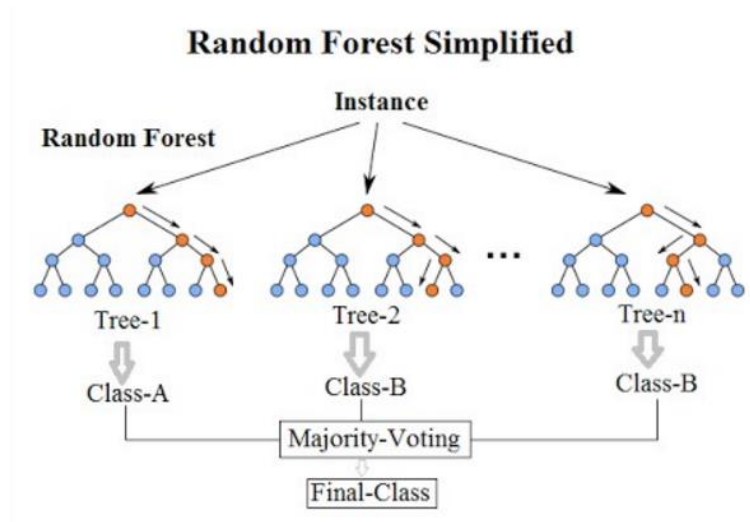 Random Forest Simplified
Instance
Random Forest
...
Tree-1
Tree-2
Tree-n
Class-A
Class-B
Class-B
Majority-Voting
Final-Class